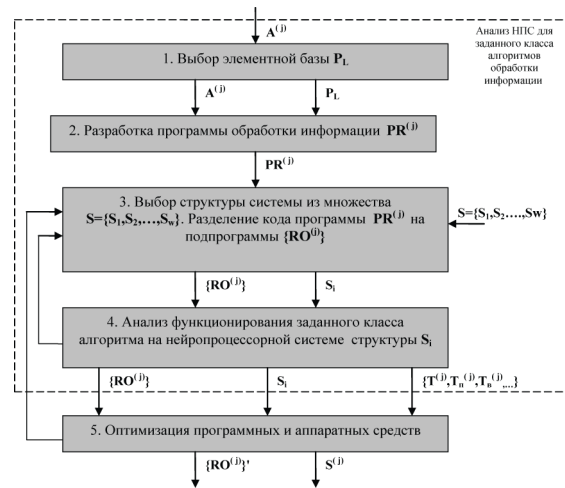 A(j)
Анализ НПС для
заданного класса
алгоритмов
обработки
информации
1. Выбор элементной базы PL
A(j)
PL
2. Разработка программы обработки информации PR(j)
PR(j)
3. Выбор структуры системы из множества
S={S1,S2,…,Sw}. Разделение кода программы PR(j) на
подпрограммы {RO(j)}
S={S1,S2….,Sw}
{RO(j)}
Si
4. Анализ функционирования заданного класса
алгоритма на нейропроцессорной системе структуры Si
{RO(j)}
Si
{T(j),Tп(j),Tв(j),…}
5. Оптимизация программных и аппаратных средств
{RO(j)}'
S(j)